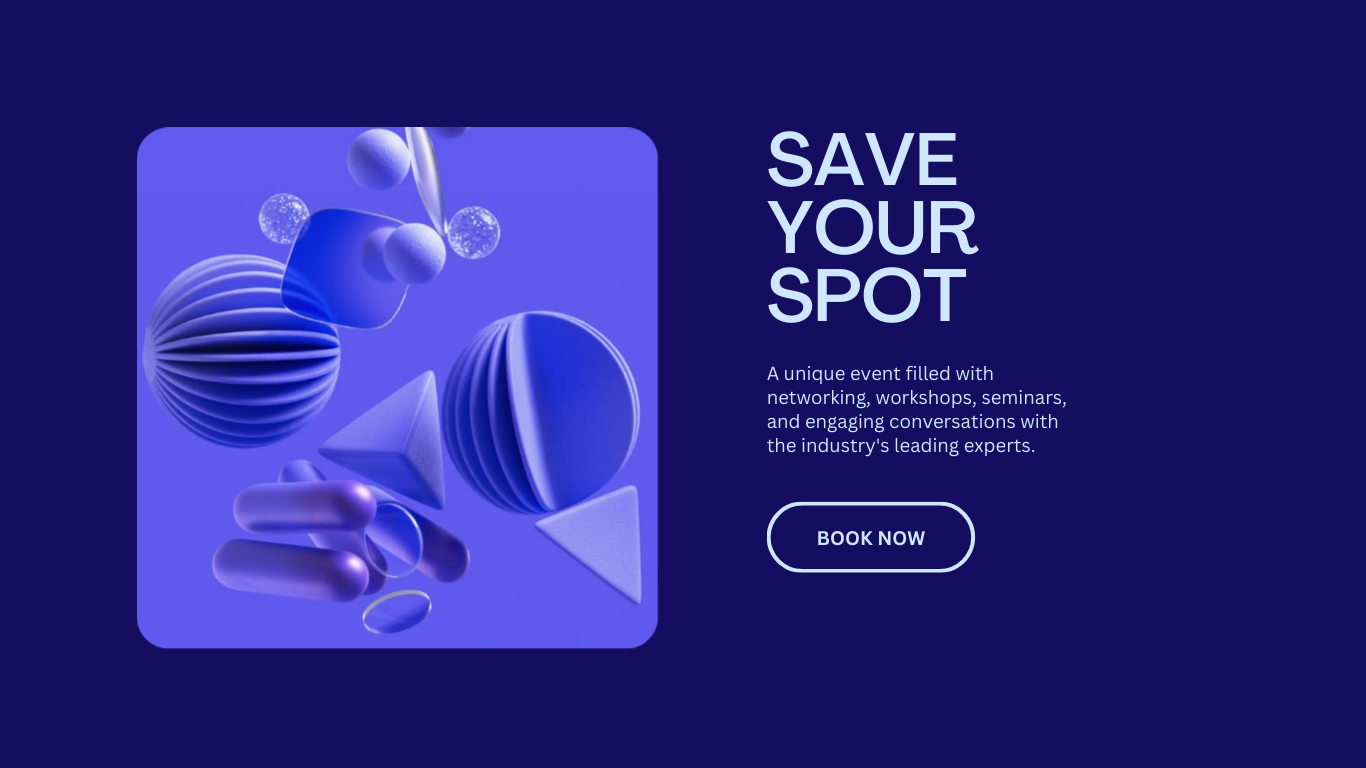 SAVE
YOUR
SPOT
A unique event filled with
networking, workshops, seminars,
and engaging conversations with
the industry's leading experts.
BOOK NOW